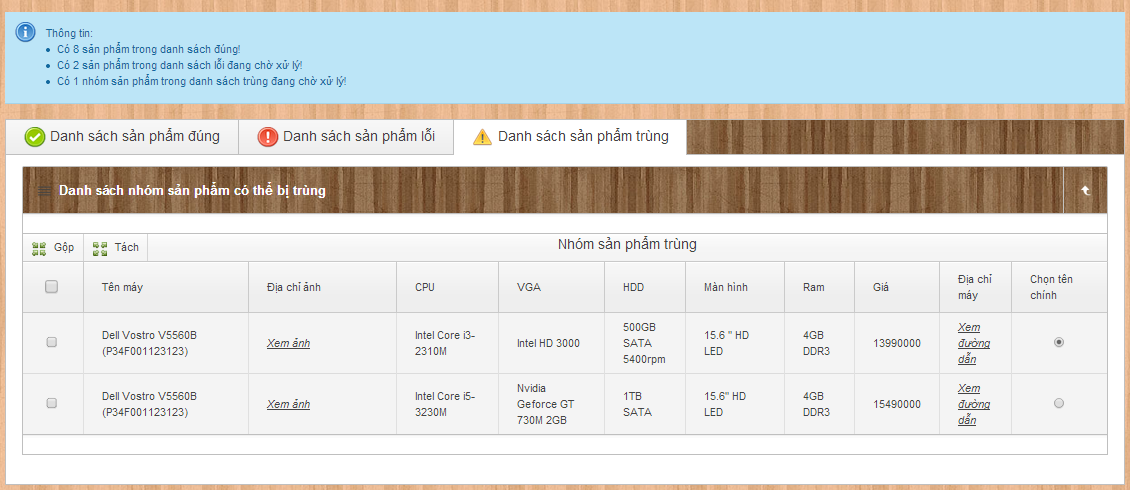 Thông tin:
Có 8 sản phẩm trong danh sách đúng!
Có 2 sản phẩm trong danh sách lỗi đang chờ xử lý!
Có 1 nhóm sản phẩm trong danh sách trùng đang chờ xử lý!
Danh sách sản phẩm đúng Danh sách sản phẩm lỗi Danh sách sản phẩm trùng
Danh sách nhóm sản phẩm có thể bị trùng
Gộp Tách Nhóm sản phẩm trùng
Tên máy Địa chỉ ảnh CPU VGA HDD Màn hình Ram Giá Địa chỉ máy Chọn tên chính
Dell Vostro V5560B
(P34F001123123)
Xem ảnh
Intel Core i3-
2310M
Intel HD 3000
500GB
SATA
5400rpm
15.6 " HD
LED
4GB
DDR3
13990000
Xem
đường
dẫn
Dell Vostro V5560B
(P34F001123123)
Xem ảnh
Intel Core i5-
3230M
Nvidia
Geforce GT
730M 2GB
1TB
SATA
15.6" HD
LED
4GB
DDR3
15490000
Xem
đường
dẫn